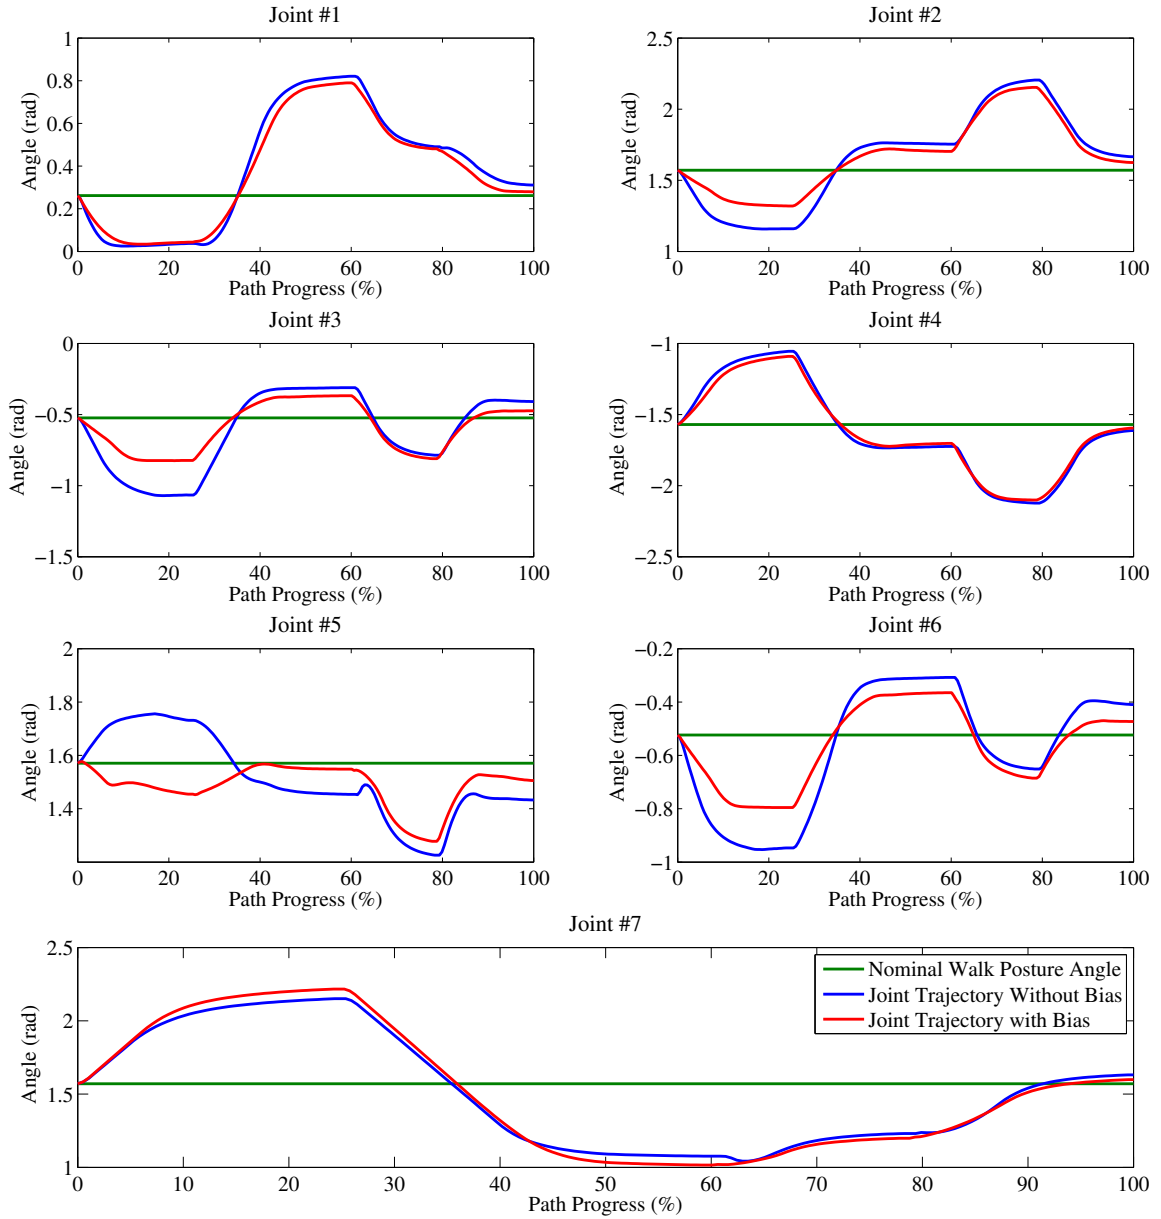 Joint #1
Angle (rad)
1
0.8
0.6
0.4
0.2
0
0 20 40 60 80 100
Path Progress (%)
Joint #2
Angle (rad)
2.5
2
1.5
1
0 20 40 60 80 100
Path Progress (%)
Joint #3
Angle (rad)
0
−0.5
−1
−1.5
0 20 40 60 80 100
Path Progress (%)
Joint #4
Angle (rad)
−1
−1.5
−2
−2.5
0 20 40 60 80 100
Path Progress (%)
Joint #5
Angle (rad)
2
1.8
1.6
1.4
0 20 40 60 80 100
Path Progress (%)
Joint #6
Angle (rad)
−0.2
−0.4
−0.6
−0.8
−1
0 20 40 60 80 100
Path Progress (%)
Joint #7
Angle (rad)
2.5
2
1.5
1
0 10 20 30 40 50 60 70 80 90 100
Path Progress (%)
Nominal Walk Posture Angle
Joint Trajectory Without Bias
Joint Trajectory with Bias